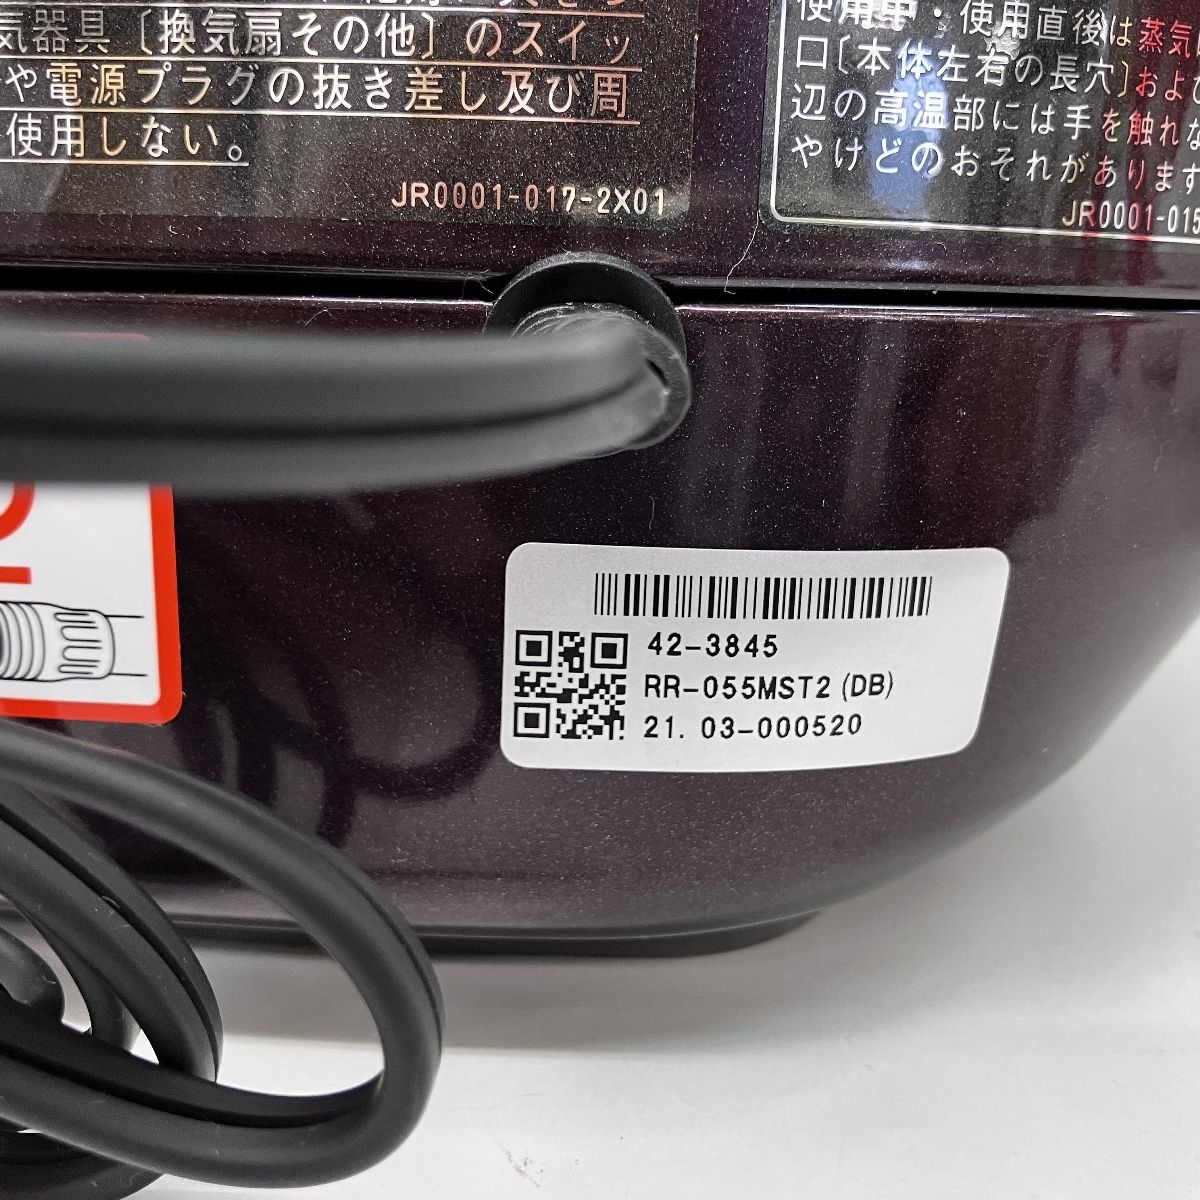 気器具〔換気扇その他〕のスイッ
や電源プラグの抜き差し及び周
使用しない。
JR0001-017-2X01
使用中・使用直後は蒸気
口〔本体左右の長穴〕およ
辺の高温部には手を触れな
やけどのおそれがあります
JR0001-015
42-3845
RR-055MST2 (DB)
21. 03-000520